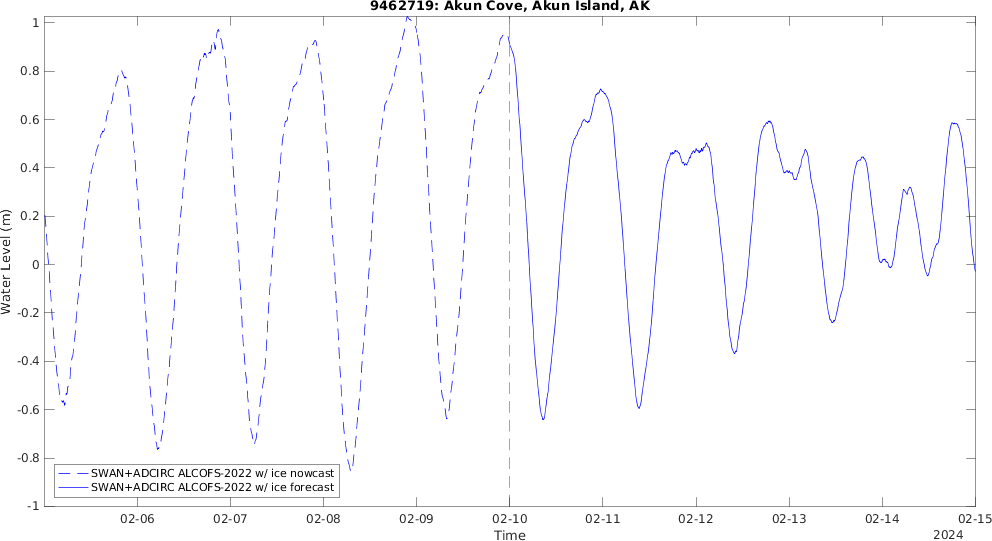 9462719: Akun Cove, Akun Island, AK
Water Level (m)
1
0.8
0.6
0.4
0.2
0
-0.2
-0.4
-0.6
-0.8
-1
SWAN+ADCIRC ALCOFS-2022 w/ ice nowcast
SWAN+ADCIRC ALCOFS-2022 w/ ice forecast
02-06 02-07 02-08 02-09 02-10 02-11 02-12 02-13 02-14 02-15
Time
2024